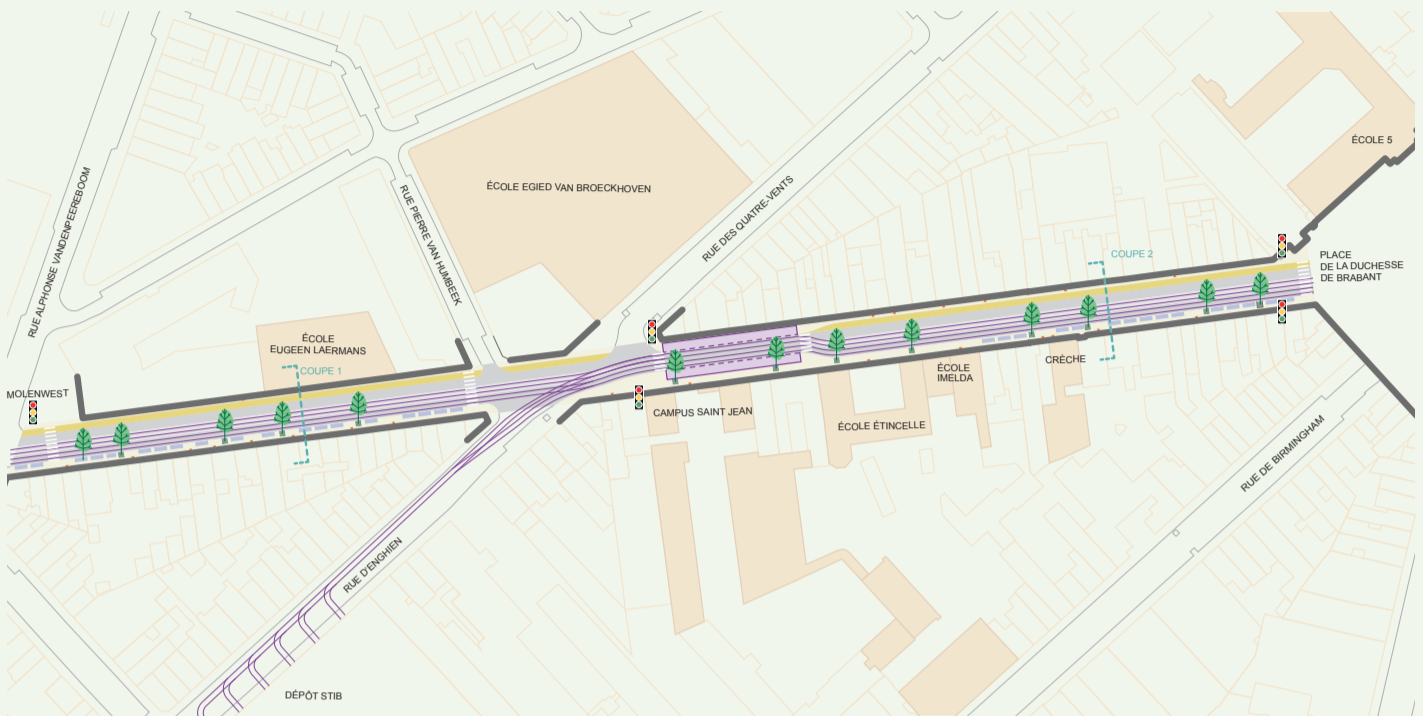 ÉCOLE 5
RUE ALPHONSE VANDENPEEREBOOM
RUE PIERRE VAN HUMBEEK
ÉCOLE EGIED VAN BROECKHOVEN
RUE DES QUATRE-VENTS
COUPE 2
PLACE
DE LA DUCHESSE
DE BRABANT
ÉCOLE
EUGEEN LAERMANS
COUPE 1
MOLENWEST
CRÈCHE
ÉCOLE
IMELDA
CAMPUS SAINT JEAN
ÉCOLE ÉTINCELLE
RUE DE BIRMINGHAM
RUE D'ENGHIEN
DÉPÔT STIB